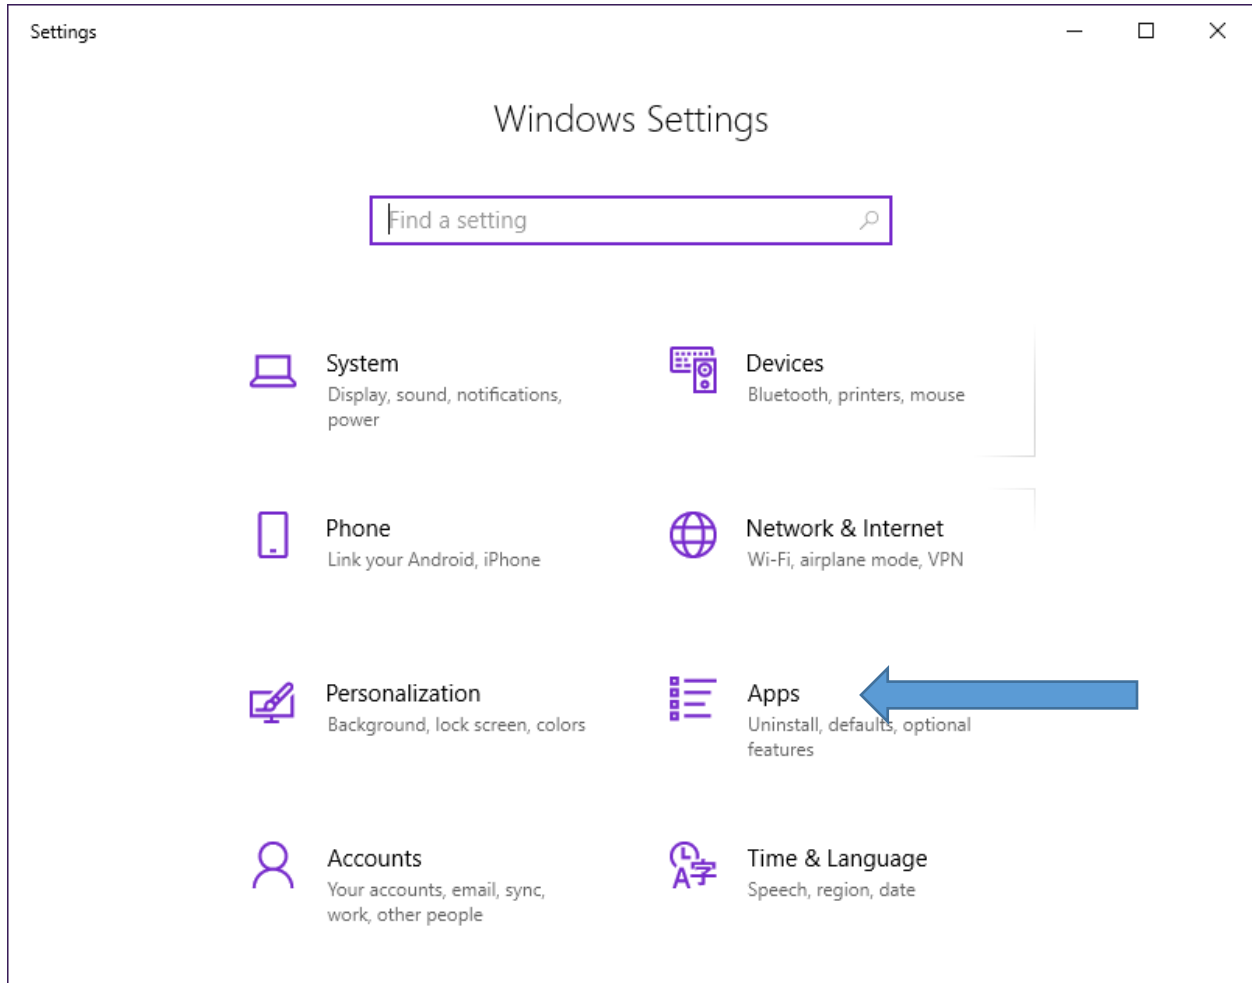 Settings
Windows Settings
Find a setting
System
Display, sound, notifications,
power
Devices
Bluetooth, printers, mouse
Phone
Link your Android, iPhone
Network & Internet
Wi-Fi, airplane mode, VPN
Personalization
Background, lock screen, colors
Apps
Uninstall, defaults, optional
features
Accounts
Your accounts, email, sync,
work, other people
Time & Language
Speech, region, date